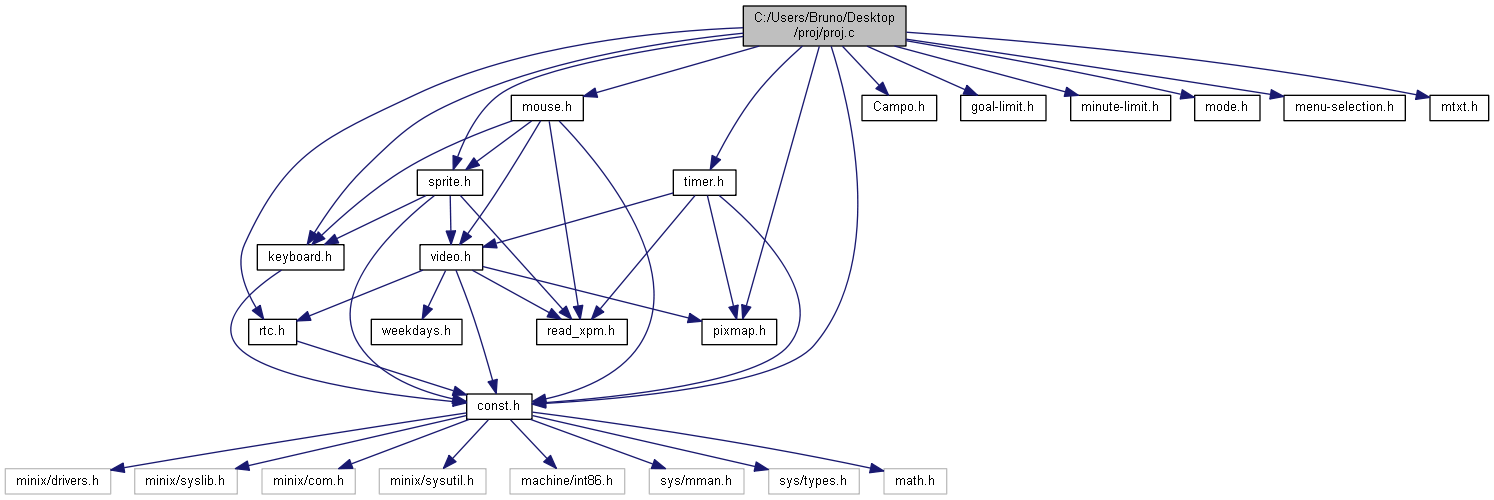 C:/Users/Bruno/Desktop
/proj/proj.c
mouse.h
Campo.h
goal-limit.h
minute-limit.h
mode.h
menu-selection.h
mtxt.h
sprite.h
timer.h
keyboard.h
video.h
rtc.h
weekdays.h
read_xpm.h
pixmap.h
const.h
minix/drivers.h
minix/syslib.h
minix/com.h
minix/sysutil.h
machine/int86.h
sys/mman.h
sys/types.h
math.h